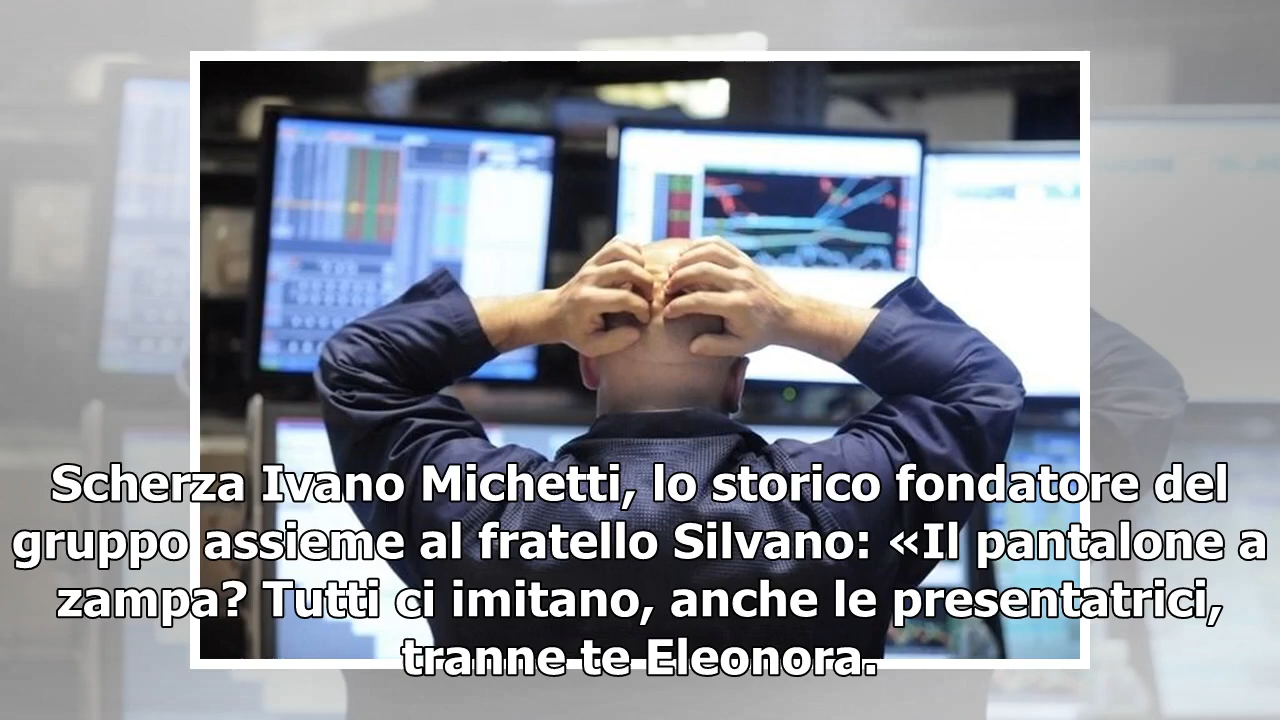 Scherza Ivano Michetti, lo storico fondatore del
gruppo assieme al fratello Silvano: «Il pantalone a
zampa? Tutti ci imitano, anche le presentatrici,
tranne te Eleonora.